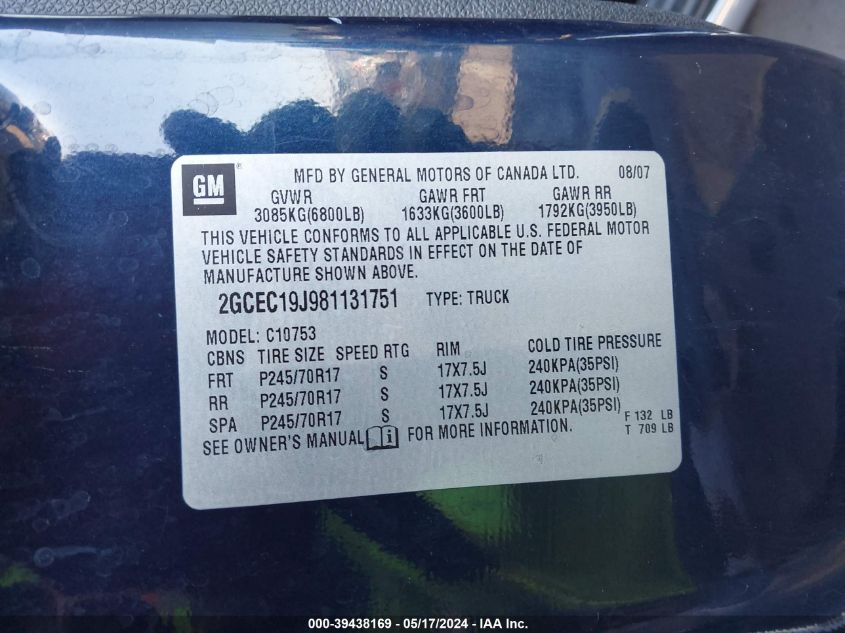 GM ® MFD BY GENERAL MOTORS OF CANADA LTD. 08/07
GVWR GAWR FRT GAWR RR
3085KG(6800LB) 1633KG(3600LB) 1792KG(3950LB)
THIS VEHICLE CONFORMS TO ALL APPLICABLE U.S. FEDERAL MOTOR
VEHICLE SAFETY STANDARDS IN EFFECT ON THE DATE OF
MANUFACTURE SHOWN ABOVE.
2GCEC19J981131751 TYPE: TRUCK
MODEL: C10753
CBNS TIRE SIZE SPEED RTG RIM COLD TIRE PRESSURE
FRT P245/70R17 S 17X7.5J 240KPA(35PSI)
RR P245/70R17 S 17X7.5J 240KPA(35PSI)
SPA P245/70R17 S 17X7.5J 240KPA(35PSI) F 132 LB
SEE OWNER'S MANUAL i FOR MORE INFORMATION. T 709 LB
000-39438169 — 05/17/2024 — IAA Inc.